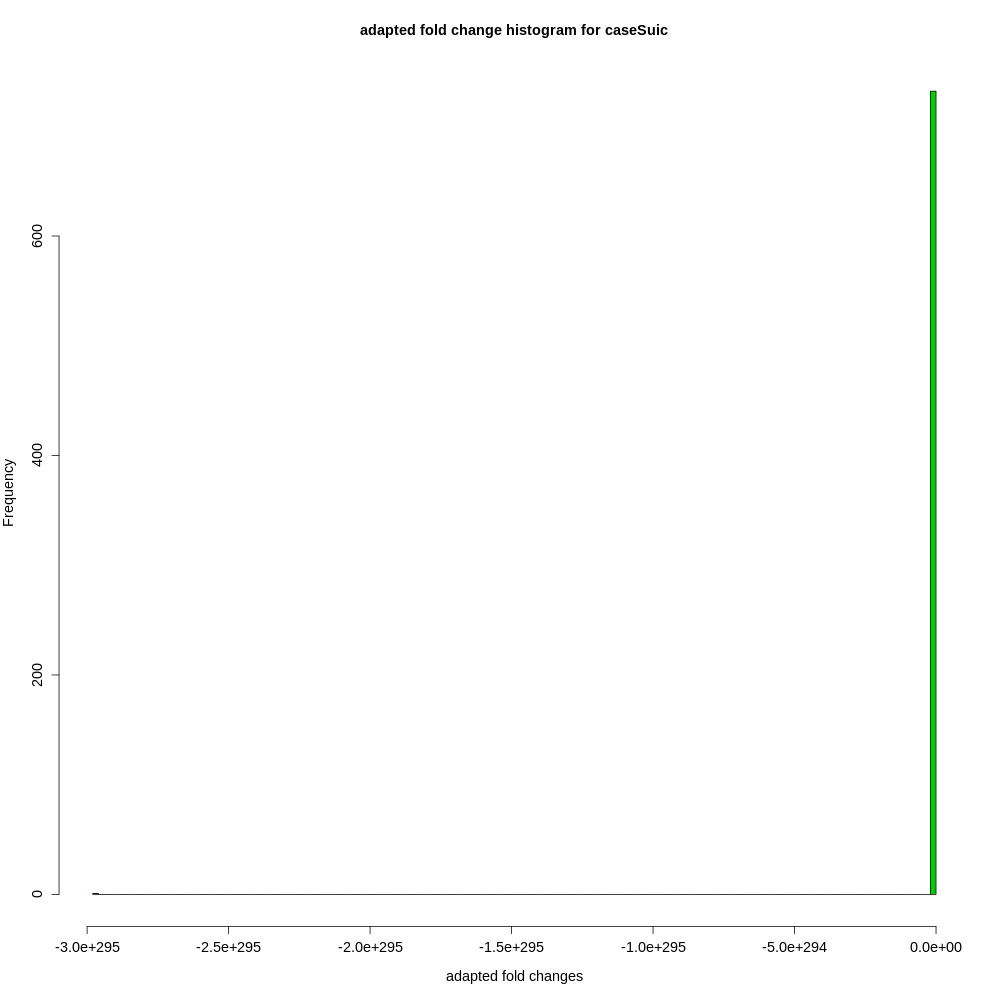 adapted fold change histogram for caseSuic
Frequency
600
400
200
0
-3.0e+295 -2.5e+295 -2.0e+295 -1.5e+295 -1.0e+295 -5.0e+294 0.0e+00
adapted fold changes